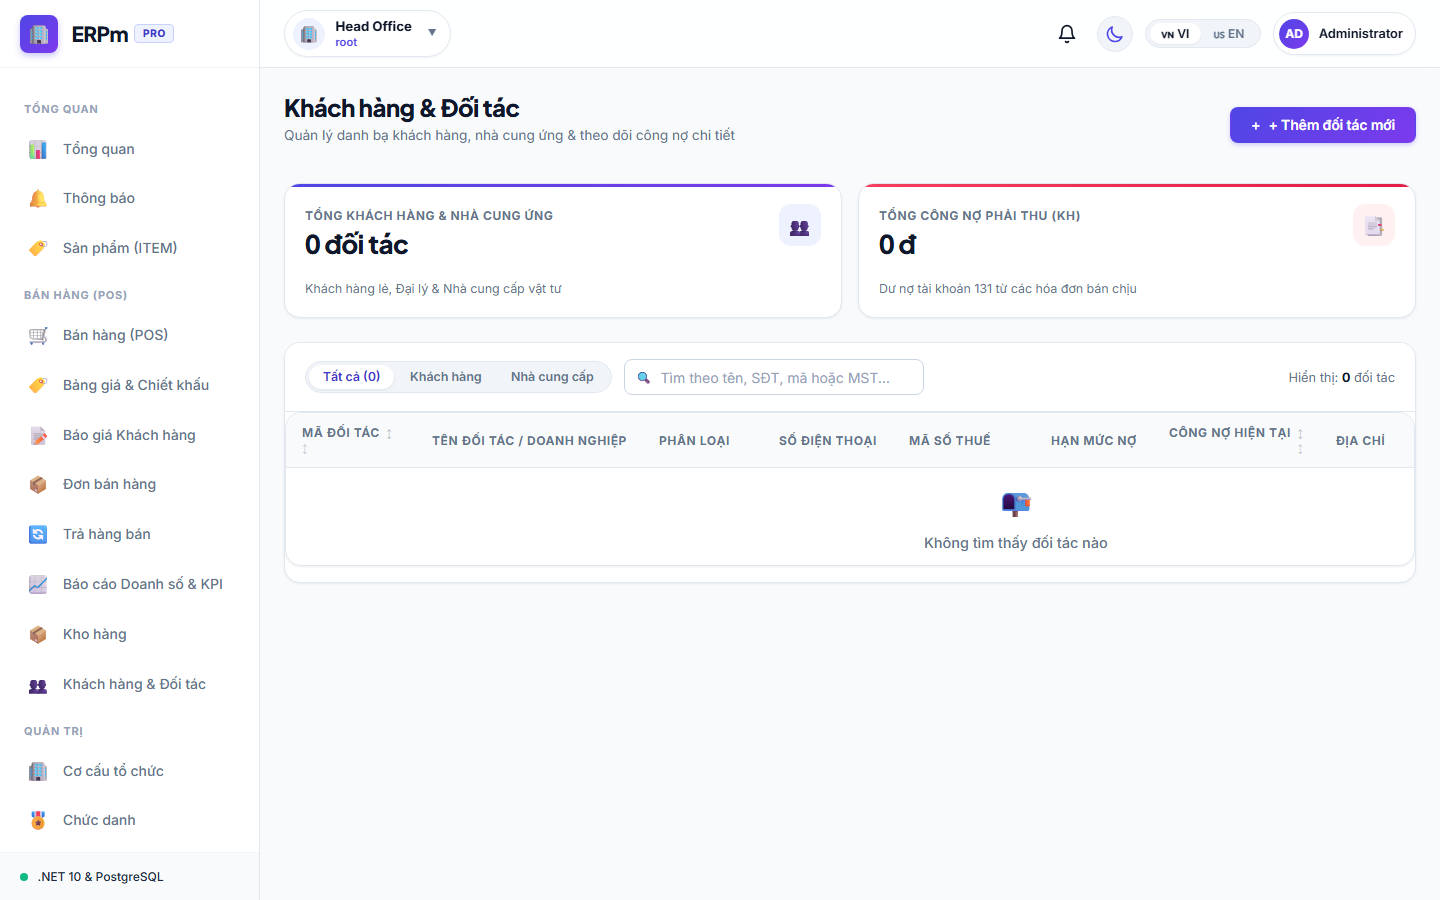 ERPm PRO
Head Office
root
VN VI
US EN
AD
Administrator
TỔNG QUAN
Tổng quan
Thông báo
Sản phẩm (ITEM)
BÁN HÀNG (POS)
Bán hàng (POS)
Bảng giá & Chiết khấu
Báo giá Khách hàng
Đơn bán hàng
Trả hàng bán
Báo cáo Doanh số & KPI
Kho hàng
Khách hàng & Đối tác
QUẢN TRỊ
Cơ cấu tổ chức
Chức danh
.NET 10 & PostgreSQL
Khách hàng & Đối tác
Quản lý danh bạ khách hàng, nhà cung ứng & theo dõi công nợ chi tiết
+ + Thêm đối tác mới
TỔNG KHÁCH HÀNG & NHÀ CUNG ỨNG
0 đối tác
Khách hàng lẻ, Đại lý & Nhà cung cấp vật tư
TỔNG CÔNG NỢ PHẢI THU (KH)
0 đ
Dư nợ tài khoản 131 từ các hóa đơn bán chịu
Tất cả (0)
Khách hàng
Nhà cung cấp
Tìm theo tên, SĐT, mã hoặc MST...
Hiển thị: 0 đối tác
MÃ ĐỐI TÁC ↕ ↕
TÊN ĐỐI TÁC / DOANH NGHIỆP
PHÂN LOẠI
SỐ ĐIỆN THOẠI
MÃ SỐ THUẾ
HẠN MỨC NỢ
CÔNG NỢ HIỆN TẠI ↕ ↕
ĐỊA CHỈ
Không tìm thấy đối tác nào